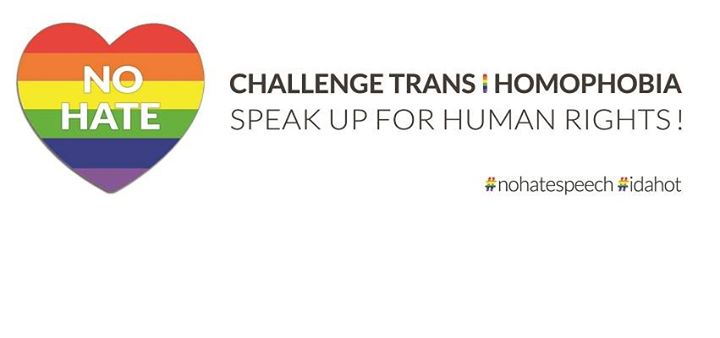 NO
HATE
CHALLENGE TRANS | HOMOPHOBIA
SPEAK UP FOR HUMAN RIGHTS!
#nohatespeech #idahot